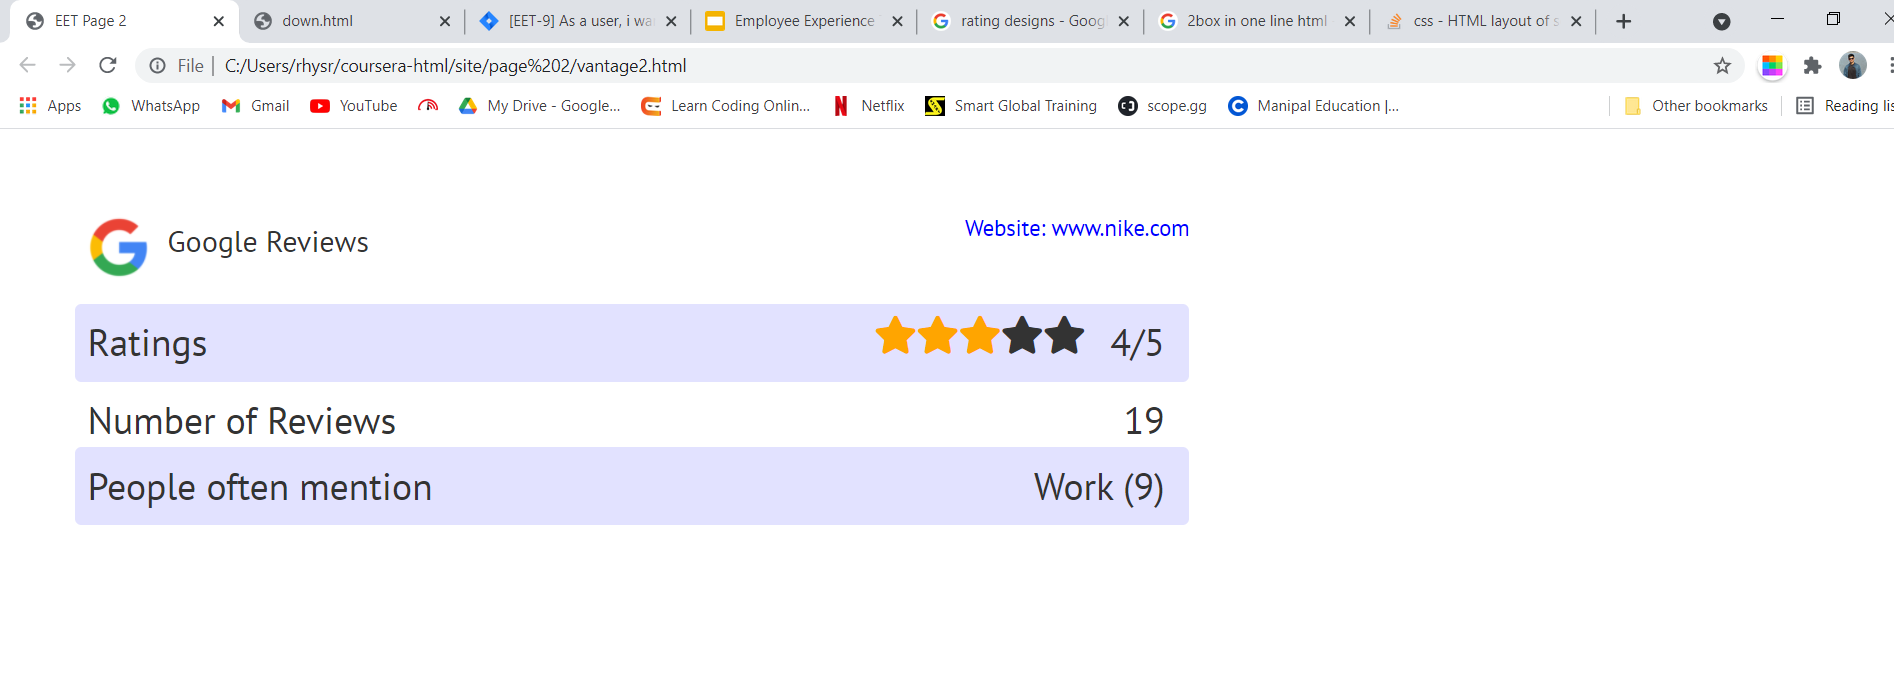 EET Page 2
down.html
[EET-9] As a user, i wa
Employee Experience
rating designs - Goog
2box in one line html
css - HTML layout of s
File
C:/Users/rhysr/coursera-html/site/page%202/vantage2.html
Apps
WhatsApp
Gmail
YouTube
My Drive - Google...
Learn Coding Onlin...
Netflix
Smart Global Training
scope.gg
Manipal Education |...
Other bookmarks
Reading lis
Google Reviews
Website: www.nike.com
Ratings 4/5
Number of Reviews 19
People often mention Work (9)